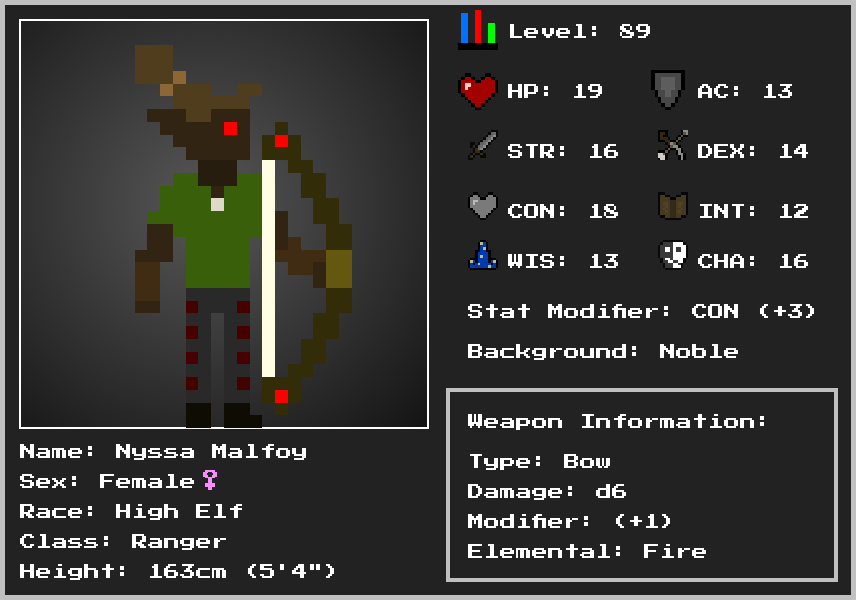 Level: 89
HP: 19 AC: 13
STR: 16 DEX: 14
CON: 18 INT: 12
WIS: 13 CHA: 16
Stat Modifier: CON (+3)
Background: Noble
Weapon Information:
Type: Bow
Damage: d6
Modifier: (+1)
Elemental: Fire
Name: Nyssa Malfoy
Sex: Female♀
Race: High Elf
Class: Ranger
Height: 163cm (5'4")